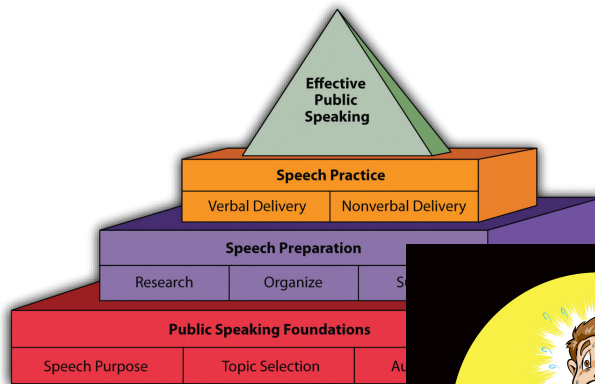 Effective
Public
Speaking
Speech Practice
Verbal Delivery Nonverbal Delivery
Speech Preparation
Research Organize
Public Speaking Foundations
Speech Purpose Topic Selection